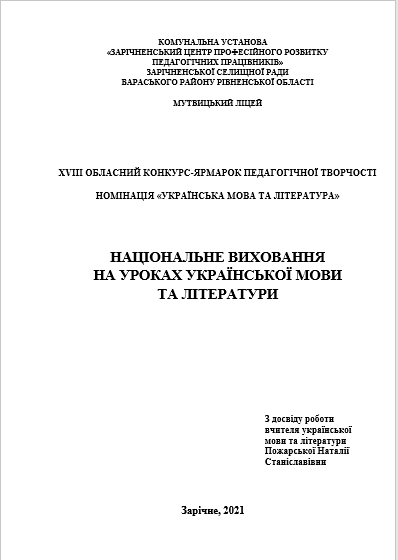 КОМУНАЛЬНА УСТАНОВА
«ЗАРІЧНЕНСЬКИЙ ЦЕНТР ПРОФЕСІЙНОГО РОЗВИТКУ
ПЕДАГОГІЧНИХ ПРАЦІВНИКІВ»
ЗАРІЧНЕНСЬКОЇ СЕЛИЩНОЇ РАДИ
ВАРАСЬКОГО РАЙОНУ РІВНЕНСЬКОЇ ОБЛАСТІ
МУТВИЦЬКИЙ ЛІЦЕЙ
XVIII ОБЛАСНИЙ КОНКУРС-ЯРМАРОК ПЕДАГОГІЧНОЇ ТВОРЧОСТІ
НОМІНАЦІЯ «УКРАЇНСЬКА МОВА ТА ЛІТЕРАТУРА»
НАЦІОНАЛЬНЕ ВИХОВАННЯ
НА УРОКАХ УКРАЇНСЬКОЇ МОВИ
ТА ЛІТЕРАТУРИ
З досвіду роботи
вчителя української
мови та літератури
Пожарської Наталії
Станіславівни
Зарічне, 2021